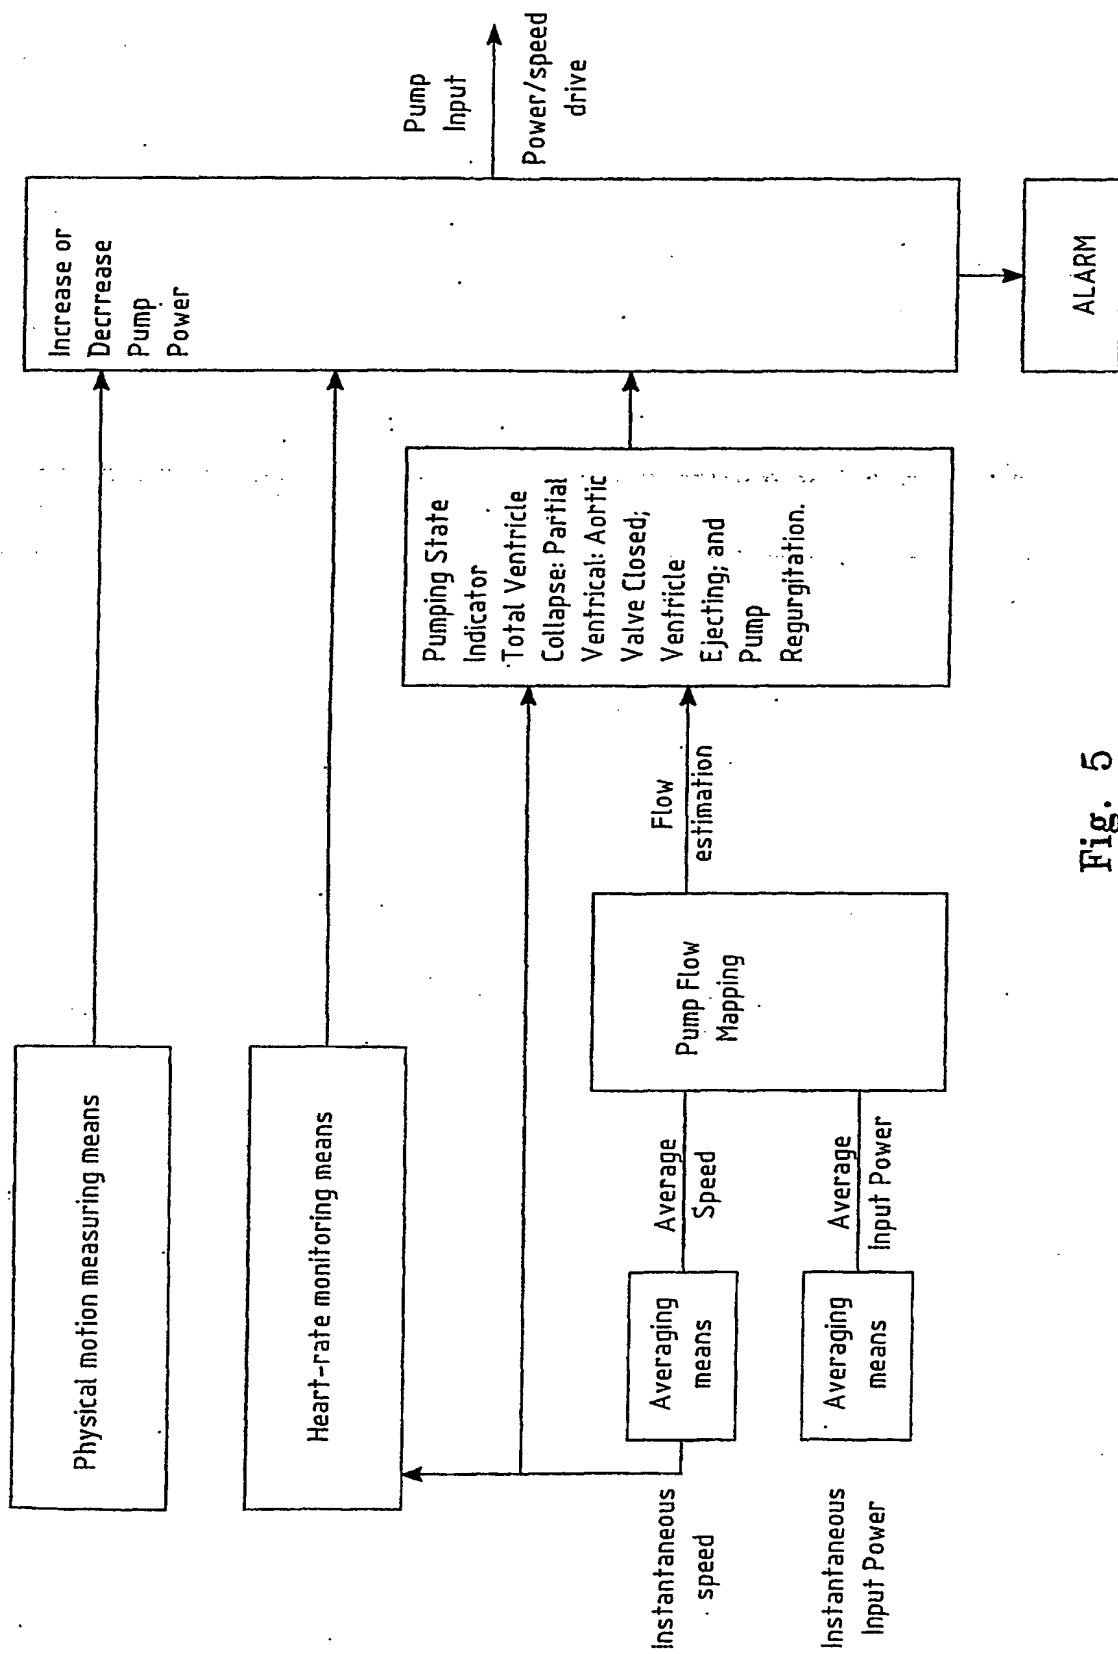 Physical motion measuring means
Heart-rate monitoring means
Increase or
Decrrease
Pump
Power
Pump
Input
Power/speed
drive
Pumping State
Indicator
Total Ventricle
Collapse: Partial
Ventrical: Aortic
Valve Closed;
Ventricle
Ejecting; and
Pump
Regurgitation.
ALARM
Instantaneous
speed
Averaging
means
Average
Speed
Pump Flow
Mapping
Flow
estimation
Instantaneous
Input Power
Averaging
means
Average
Input Power
Fig. 5